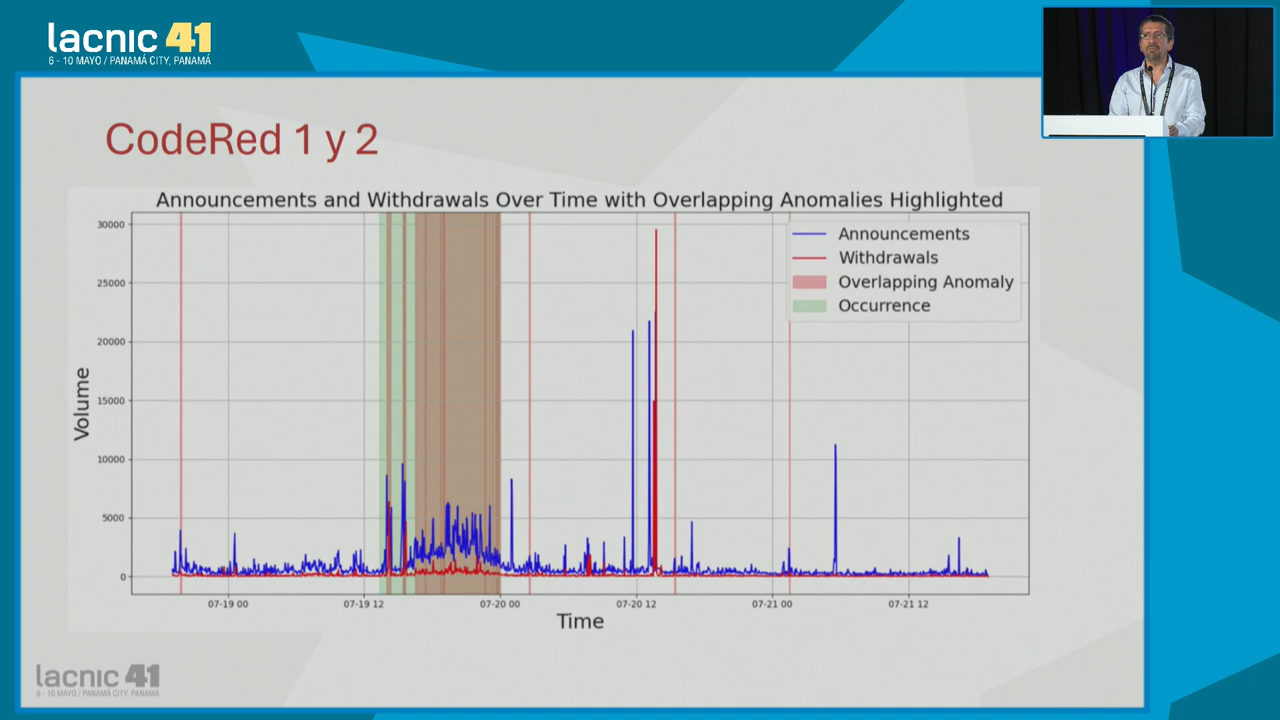 lacnic 41
6 - 10 MAYO / PANAMÁ CITY, PANAMÁ
CodeRed 1 y 2
Announcements and Withdrawals Over Time with Overlapping Anomalies Highlighted
Announcements
Withdrawals
Overlapping Anomaly
Occurrence
Volume
30000
25000
20000
15000
10000
5000
0
07-19 00
07-19 12
07-20 00
07-20 12
07-21 00
07-21 12
Time
lacnic 41
6 - 10 MAYO / PANAMÁ CITY, PANAMÁ